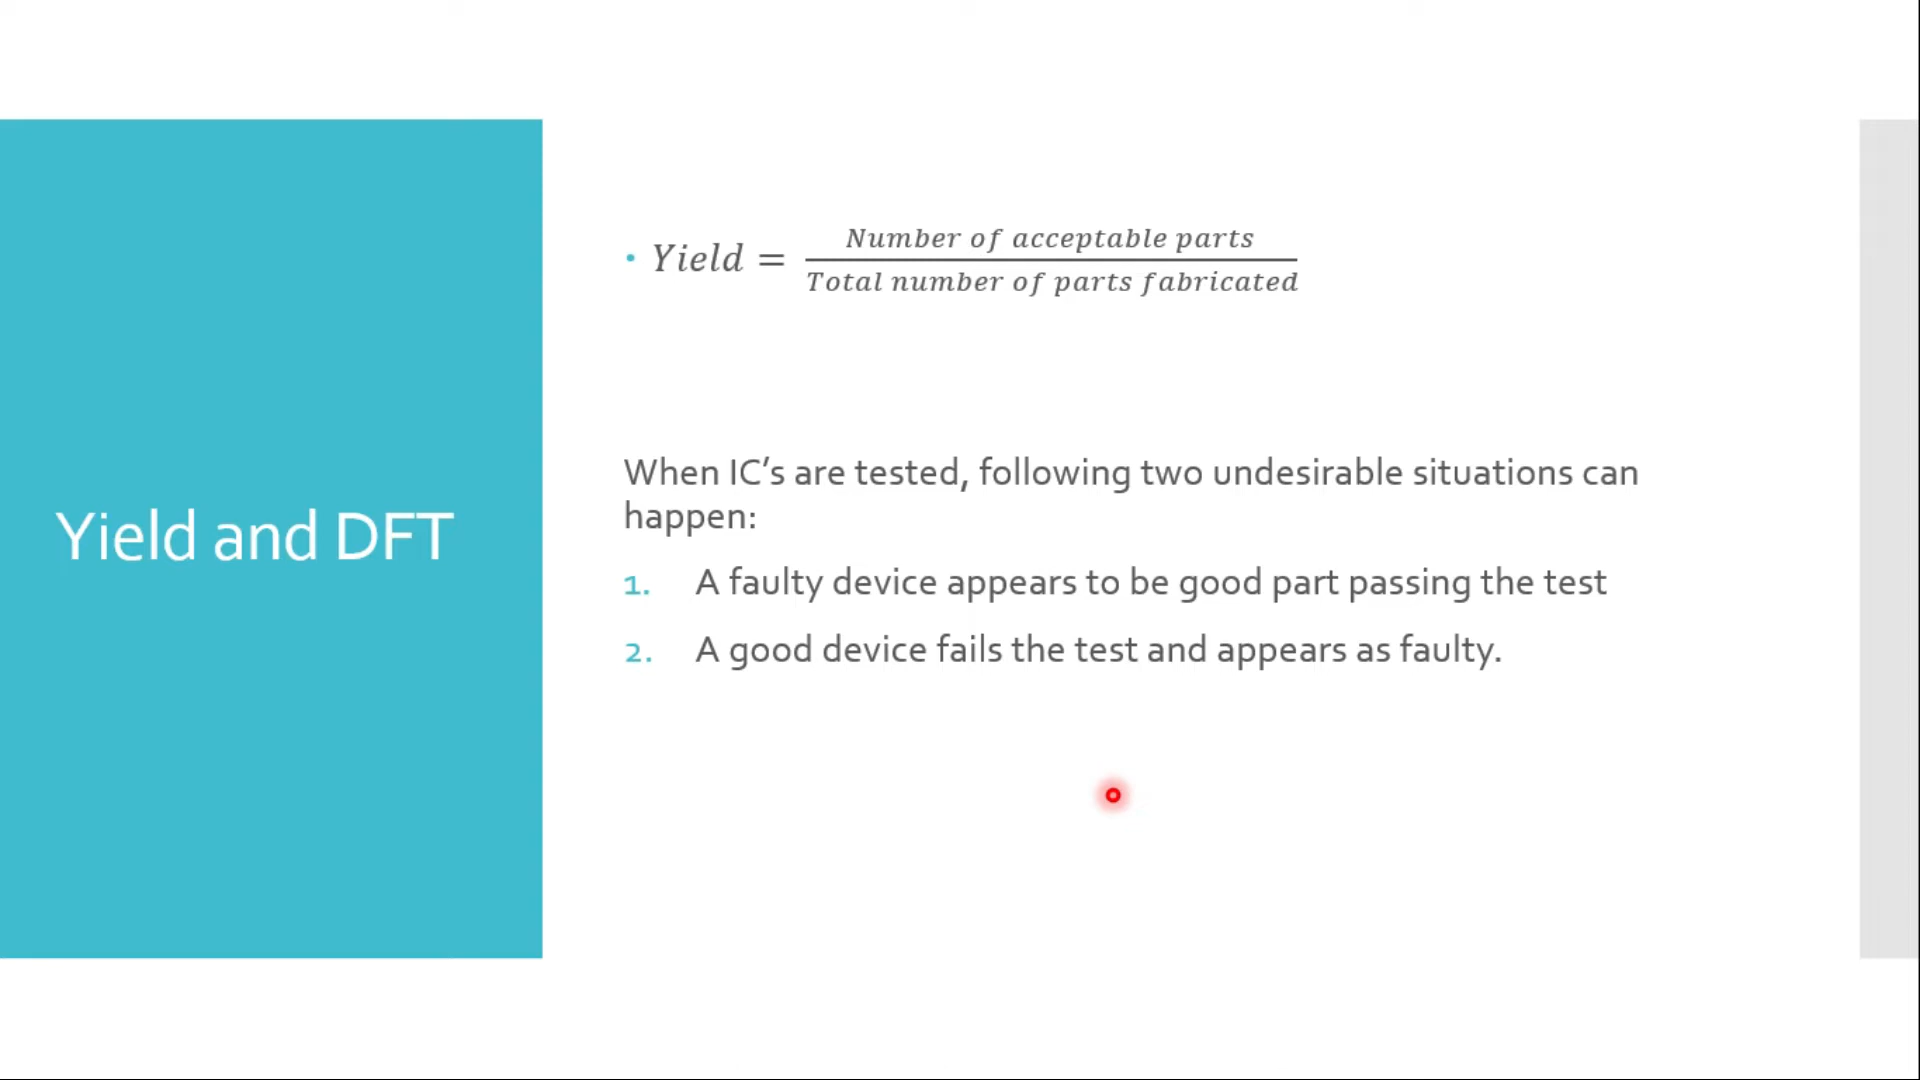 Yield and DFT
• Yield = Number of acceptable parts / Total number of parts fabricated
When IC’s are tested, following two undesirable situations can
happen:
1. A faulty device appears to be good part passing the test
2. A good device fails the test and appears as faulty.